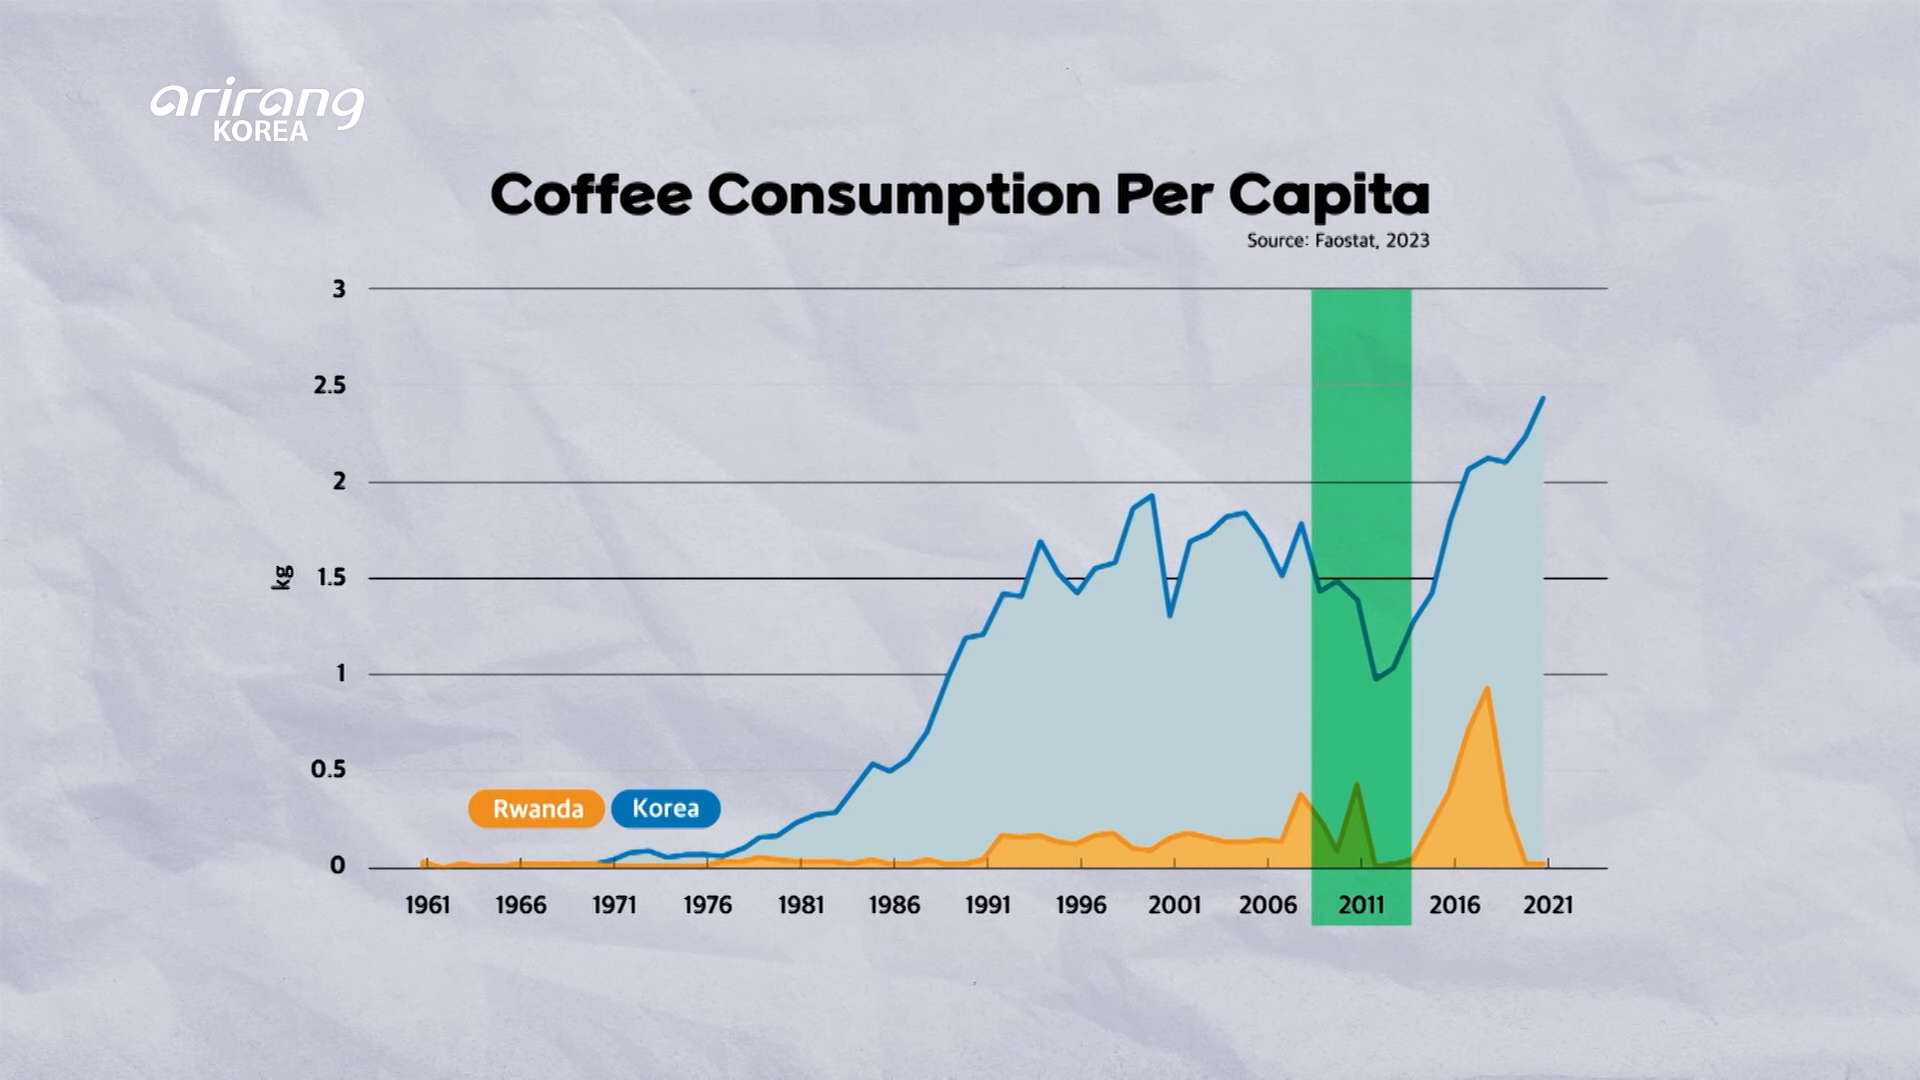 arirang
KOREA
Coffee Consumption Per Capita
Source: Faostat, 2023
3
2.5
2
1.5
kg
1
0.5
Rwanda Korea
0
1961 1966 1971 1976 1981 1986 1991 1996 2001 2006 2011 2016 2021